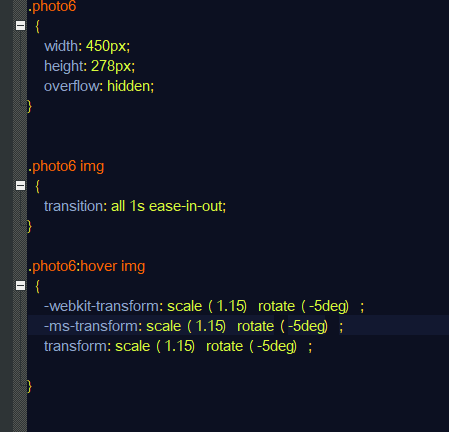 .photo6
{
width: 450px;
height: 278px;
overflow: hidden;
}
.photo6 img
{
transition: all 1s ease-in-out;
}
.photo6:hover img
{
-webkit-transform: scale ( 1.15) rotate ( -5deg) ;
-ms-transform: scale ( 1.15) rotate ( -5deg) ;
transform: scale ( 1.15) rotate ( -5deg) ;
}